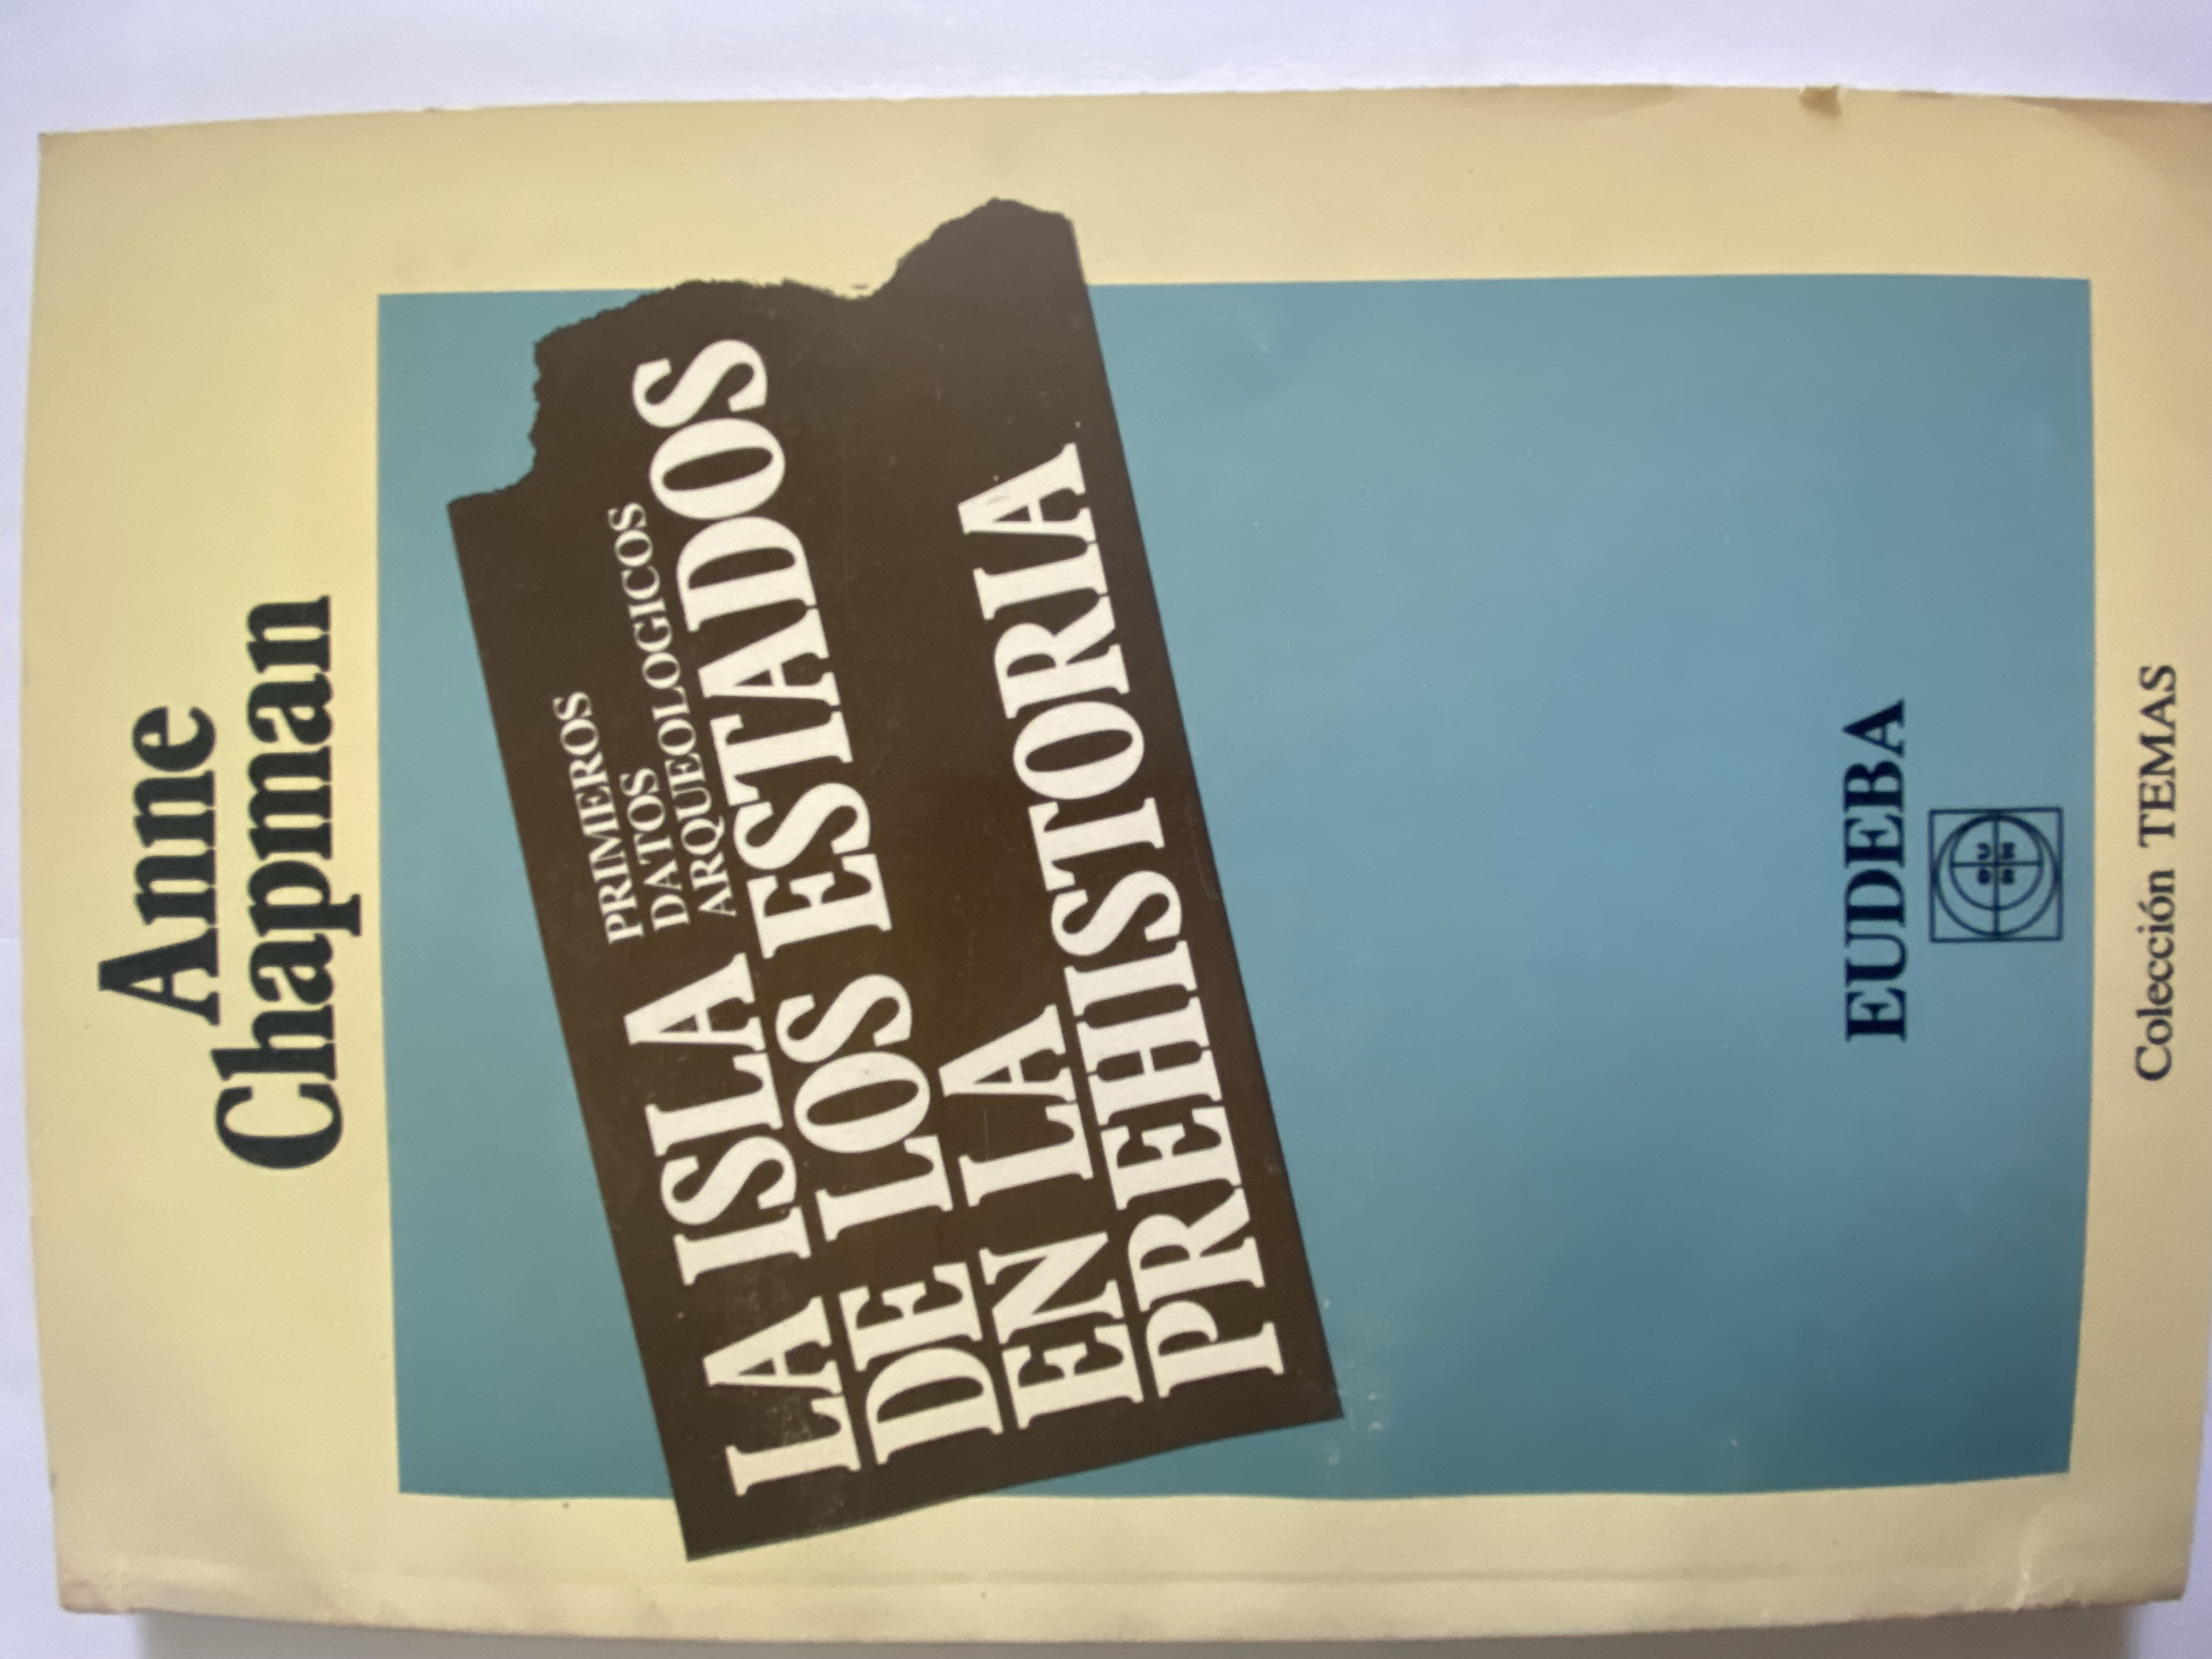 Anne
Chapman
LA ISLA
PRIMEROS
DATOS
ARQUEOLOGICOS
DE LOS ESTADOS
EN LA
PREHISTORIA
EUDEBA
Colección TEMAS